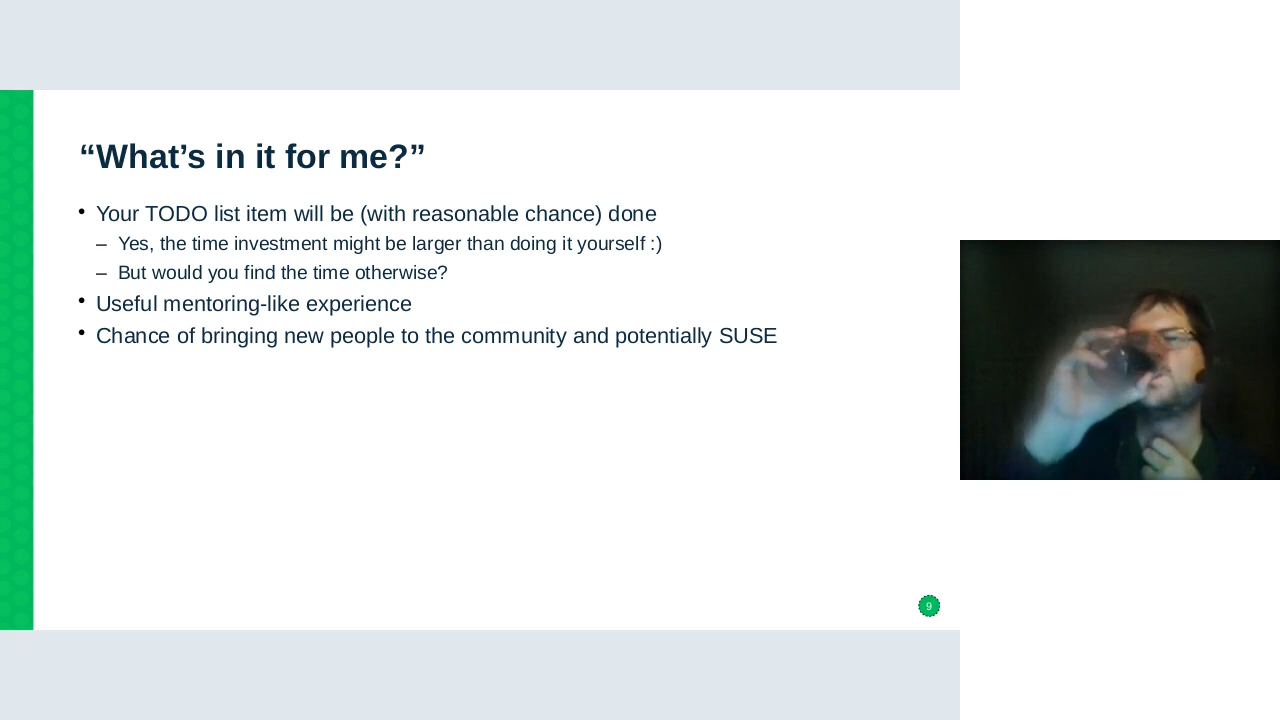 “What’s in it for me?”
• Your TODO list item will be (with reasonable chance) done
– Yes, the time investment might be larger than doing it yourself :)
– But would you find the time otherwise?
• Useful mentoring-like experience
• Chance of bringing new people to the community and potentially SUSE
9